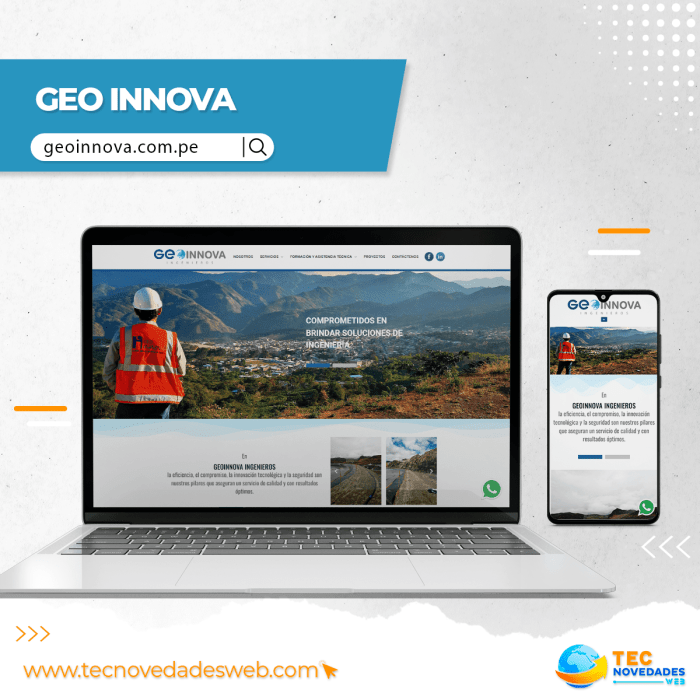 GEO INNOVA
geoinnova.com.pe
GEOINNOVA
INGENIEROS
NOSOTROS SERVICIOS FORMACIÓN Y ASISTENCIA TÉCNICA PROYECTOS CONTÁCTENOS
COMPROMETIDOS EN
BRINDAR SOLUCIONES DE
INGENIERÍA
En
GEOINNOVA INGENIEROS
la eficiencia, el compromiso, la innovación tecnológica y la seguridad son
nuestros pilares que aseguran un servicio de calidad y con resultados
óptimos.
GEOINNOVA
INGENIEROS
En
GEOINNOVA INGENIEROS
la eficiencia, el compromiso, la innovación
tecnológica y la seguridad son nuestros pilares
que aseguran un servicio de calidad y con
resultados óptimos.
www.tecnovedadesweb.com
TEC
NOVEDADES
WEB